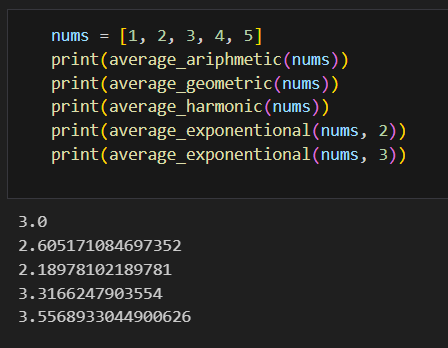 nums = [1, 2, 3, 4, 5]
print(average_ariphmetic(nums))
print(average_geometric(nums))
print(average_harmonic(nums))
print(average_exponentional(nums, 2))
print(average_exponentional(nums, 3))
3.0
2.605171084697352
2.18978102189781
3.3166247903554
3.5568933044900626